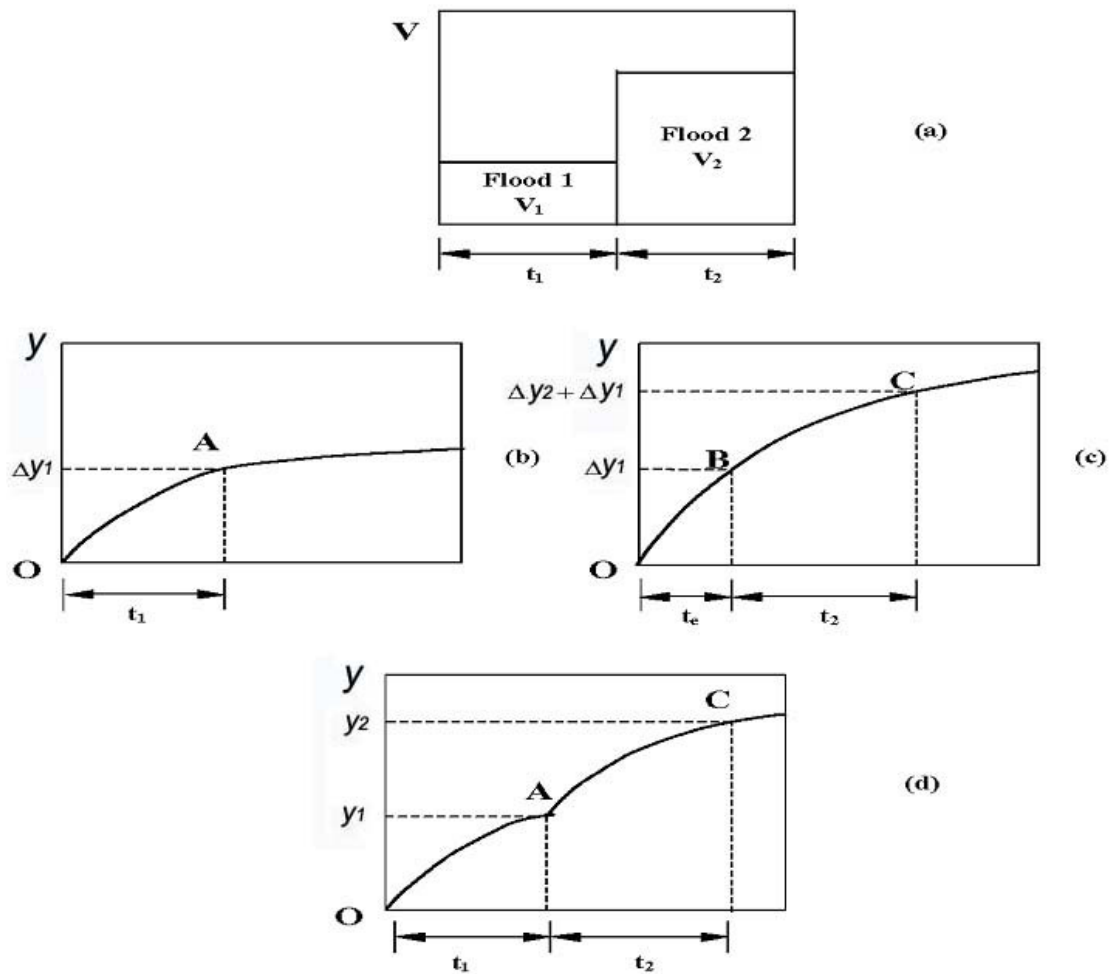 V
Flood 1
V₁
Flood 2
V₂
(a)
t₁
t₂
y
Δy1
A
O
t₁
(b)
y
Δy2 + Δy1
Δy1
B
C
O
tₑ
t₂
(c)
y
y2
y1
A
C
O
t₁
t₂
(d)